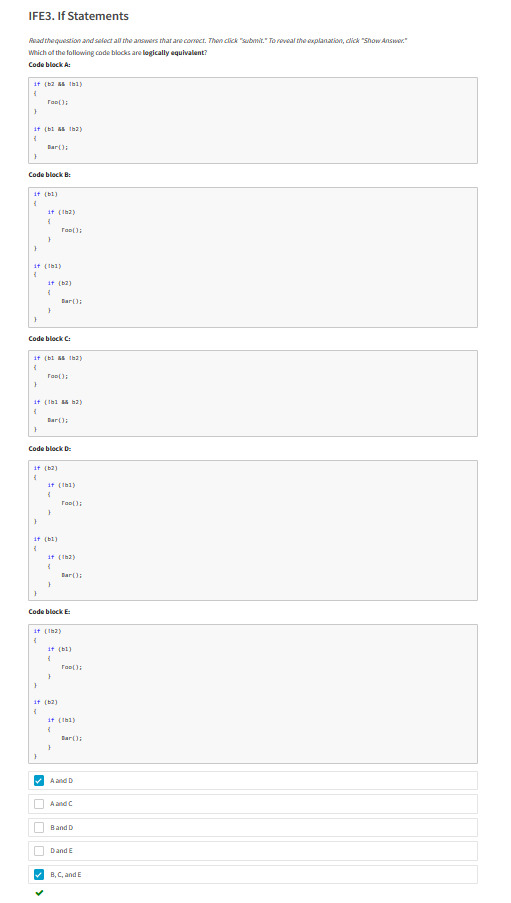 IFE3. If Statements
Read the question and select all the answers that are correct. Then click "submit." To reveal the explanation, click "Show Answer."
Which of the following code blocks are logically equivalent?
Code block A:
if (b2 && !b1)
{
Foo();
}
if (b1 && !b2)
{
Bar();
}
Code block B:
if (b1)
{
if (!b2)
{
Foo();
}
}
if (!b1)
{
if (b2)
{
Bar();
}
}
Code block C:
if (b1 && !b2)
{
Foo();
}
if (!b1 && b2)
{
Bar();
}
Code block D:
if (b2)
{
if (!b1)
{
Foo();
}
}
if (b1)
{
if (!b2)
{
Bar();
}
}
Code block E:
if (!b2)
{
if (b1)
{
Foo();
}
}
if (b2)
{
if (!b1)
{
Bar();
}
}
A and D
A and C
B and D
D and E
B, C, and E